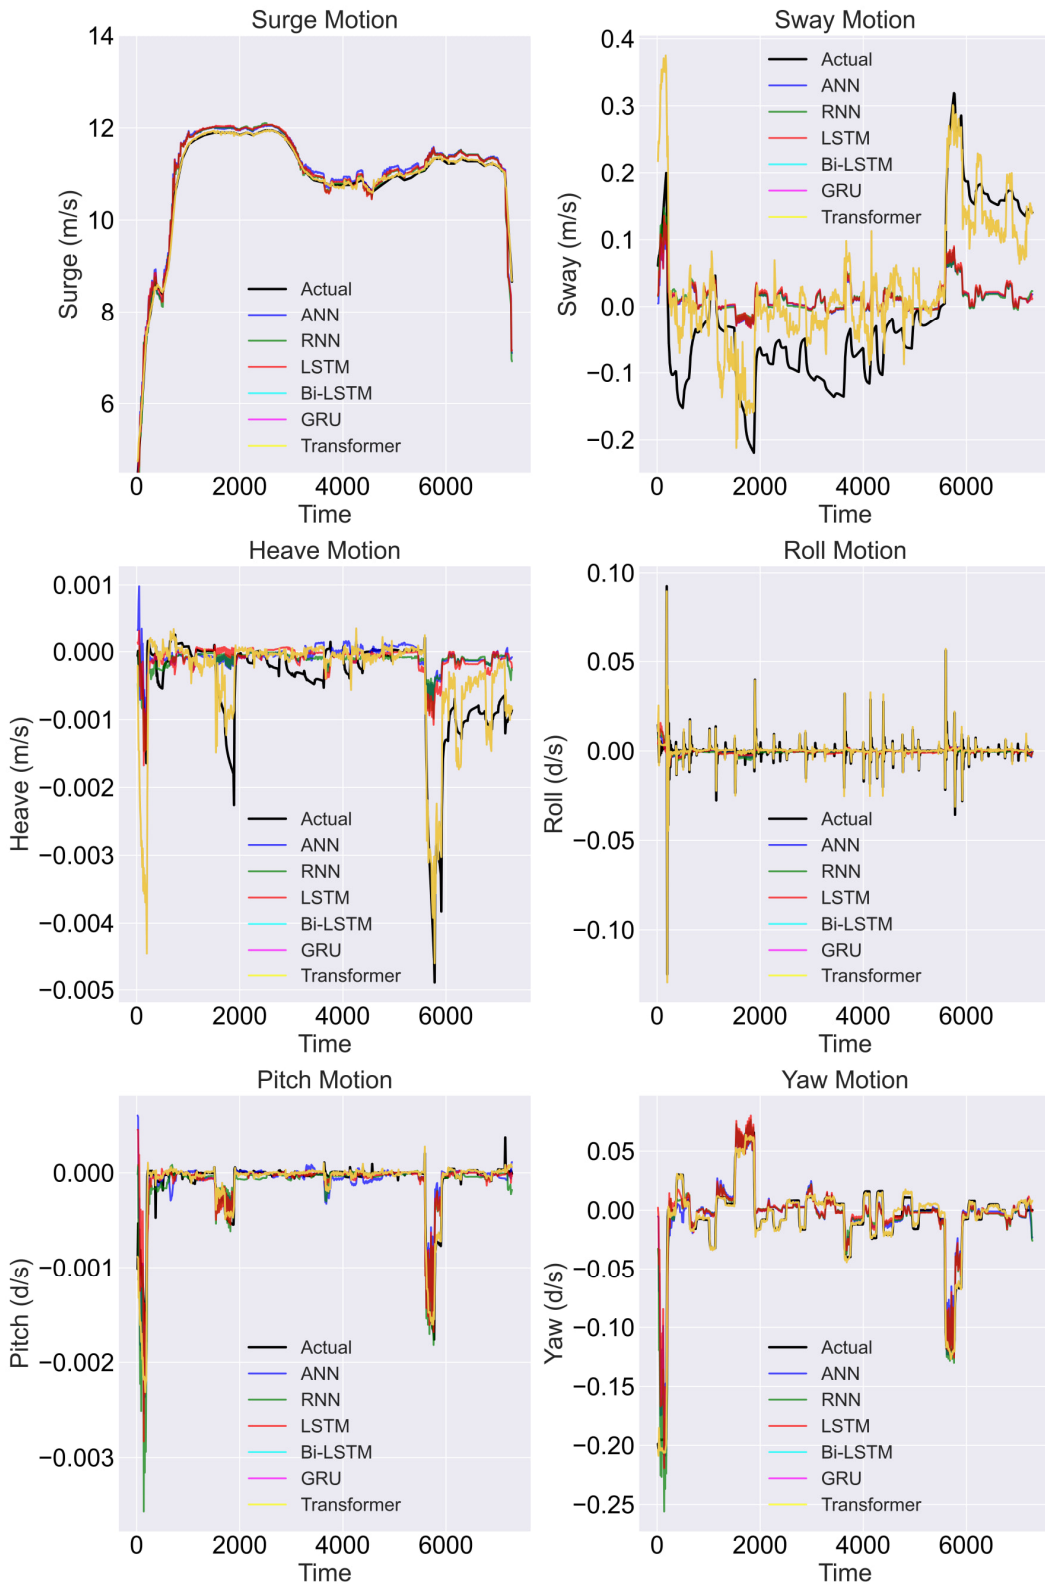 Surge Motion
14
12
10
8
6
Surge (m/s)
Actual
ANN
RNN
LSTM
Bi-LSTM
GRU
Transformer
0 2000 4000 6000
Time
Sway Motion
0.4
0.3
0.2
0.1
0.0
−0.1
−0.2
Sway (m/s)
Actual
ANN
RNN
LSTM
Bi-LSTM
GRU
Transformer
0 2000 4000 6000
Time
Heave Motion
0.001
0.000
−0.001
−0.002
−0.003
−0.004
−0.005
Heave (m/s)
Actual
ANN
RNN
LSTM
Bi-LSTM
GRU
Transformer
0 2000 4000 6000
Time
Roll Motion
0.10
0.05
0.00
−0.05
−0.10
Roll (d/s)
Actual
ANN
RNN
LSTM
Bi-LSTM
GRU
Transformer
0 2000 4000 6000
Time
Pitch Motion
0.000
−0.001
−0.002
−0.003
Pitch (d/s)
Actual
ANN
RNN
LSTM
Bi-LSTM
GRU
Transformer
0 2000 4000 6000
Time
Yaw Motion
0.05
0.00
−0.05
−0.10
−0.15
−0.20
−0.25
Yaw (d/s)
Actual
ANN
RNN
LSTM
Bi-LSTM
GRU
Transformer
0 2000 4000 6000
Time